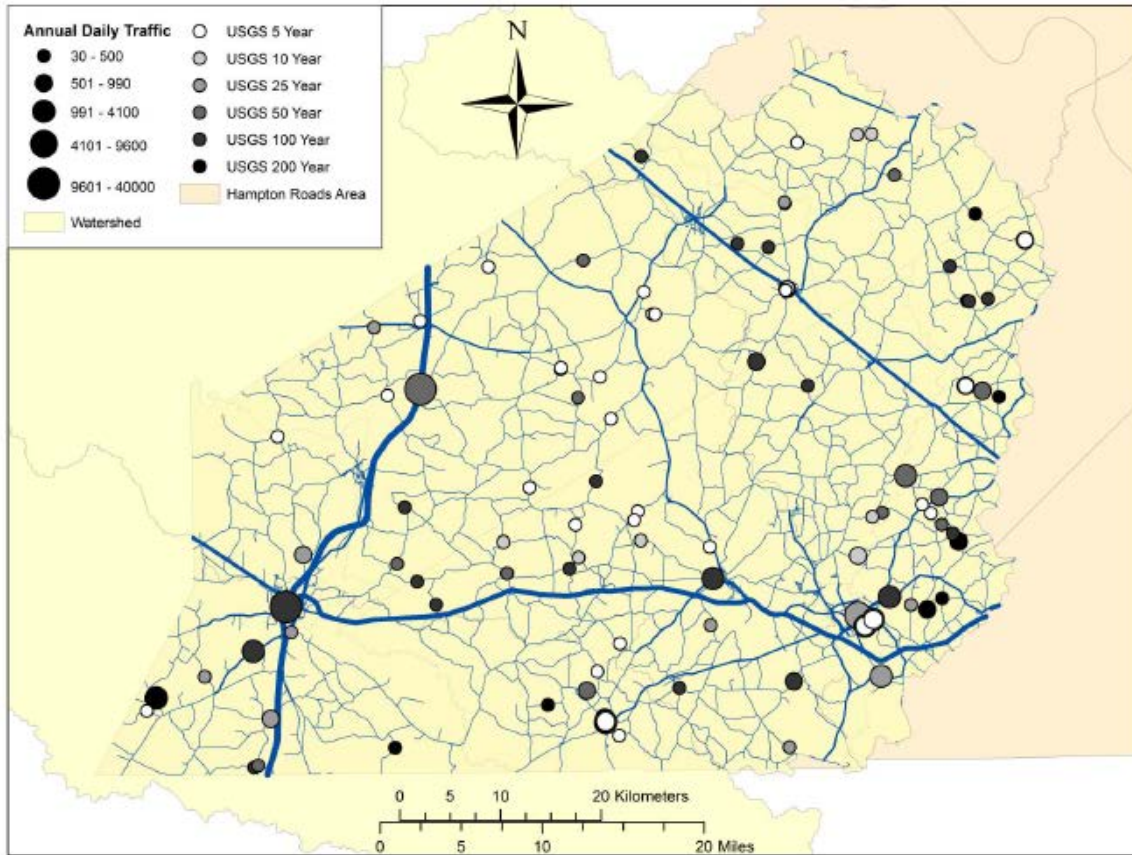 Annual Daily Traffic
30 - 500
501 - 990
991 - 4100
4101 - 9600
9601 - 40000
Watershed
USGS 5 Year
USGS 10 Year
USGS 25 Year
USGS 50 Year
USGS 100 Year
USGS 200 Year
Hampton Roads Area
N
0 5 10 20 Kilometers
0 5 10 20 Miles